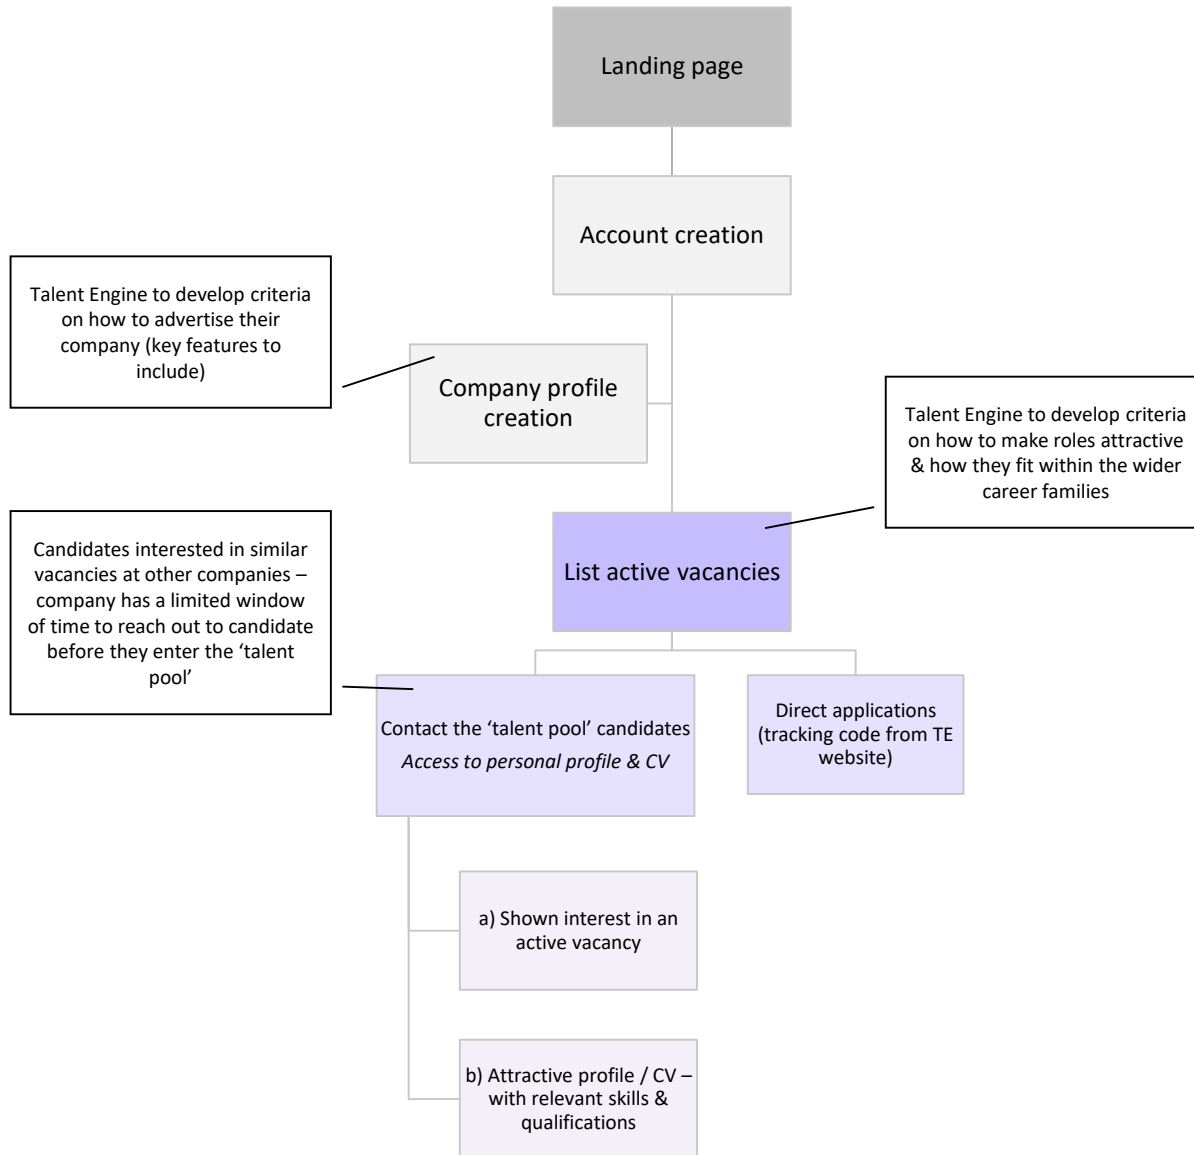 Landing page
Account creation
Talent Engine to develop criteria
on how to advertise their
company (key features to
include)
Company profile
creation
Talent Engine to develop criteria
on how to make roles attractive
& how they fit within the wider
career families
List active vacancies
Candidates interested in similar
vacancies at other companies –
company has a limited window
of time to reach out to candidate
before they enter the ‘talent
pool’
Contact the ‘talent pool’ candidates
Access to personal profile & CV
Direct applications
(tracking code from TE
website)
a) Shown interest in an
active vacancy
b) Attractive profile / CV –
with relevant skills &
qualifications